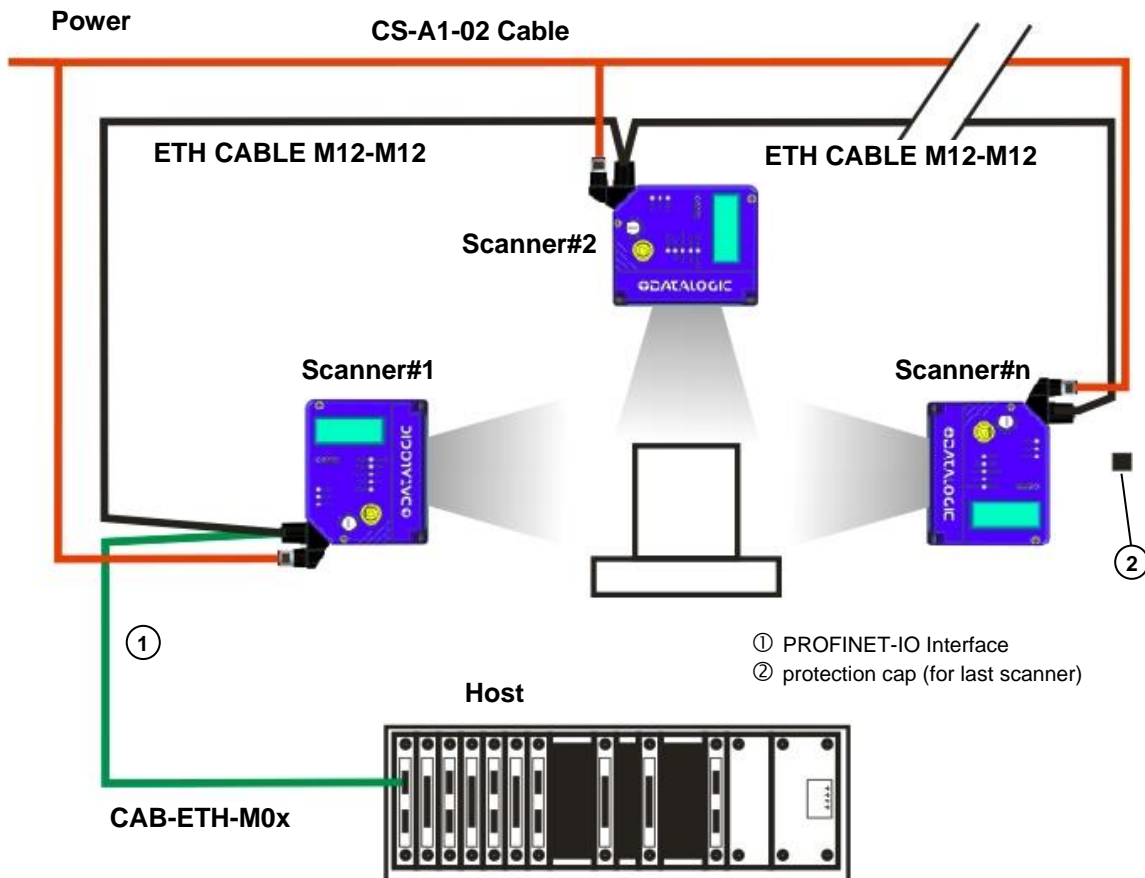 Power
CS-A1-02 Cable
ETH CABLE M12-M12
ETH CABLE M12-M12
Scanner#2
DATALOGIC
Scanner#1
Scanner#n
DATALOGIC
DATALOGIC
2
1
① PROFINET-IO Interface
② protection cap (for last scanner)
Host
CAB-ETH-M0x